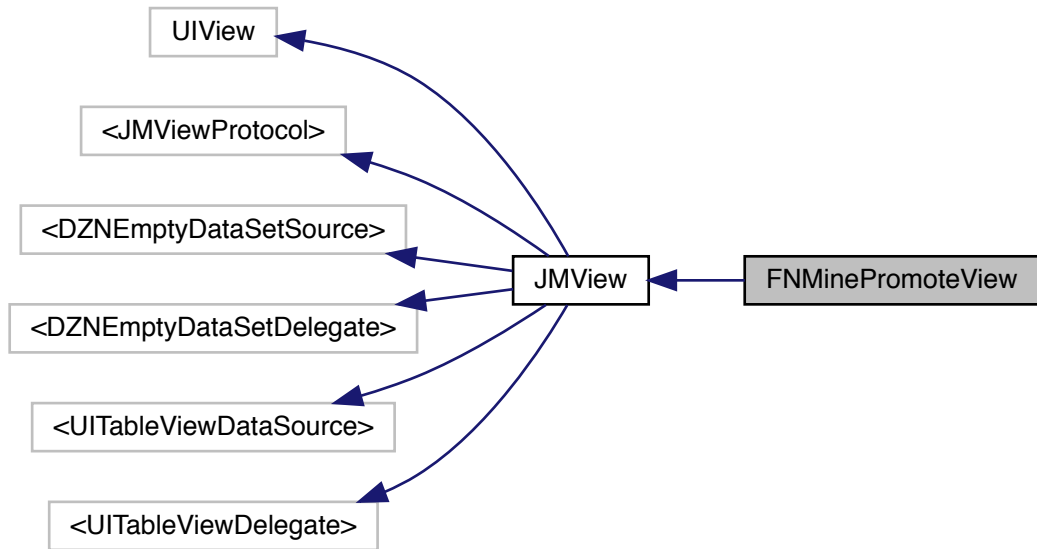 UIView
<JMViewProtocol>
<DZNEmptyDataSetSource>
<DZNEmptyDataSetDelegate>
<UITableViewDataSource>
<UITableViewDelegate>
JMView
FNMinePromoteView